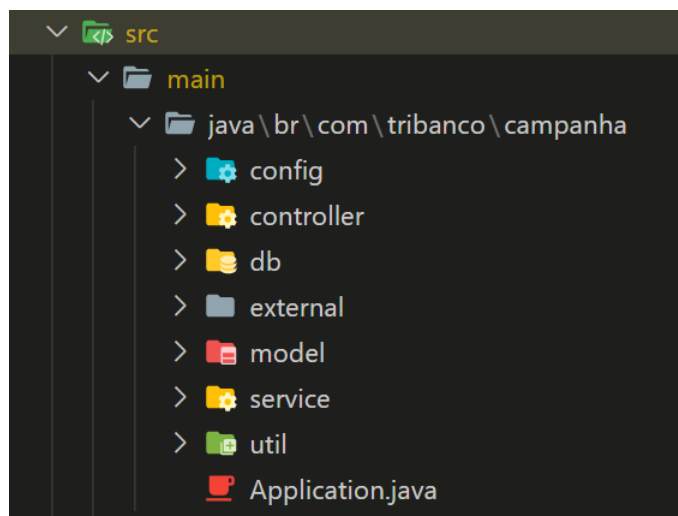 src
main
java\br\com\tribanco\campanha
config
controller
db
external
model
service
util
Application.java